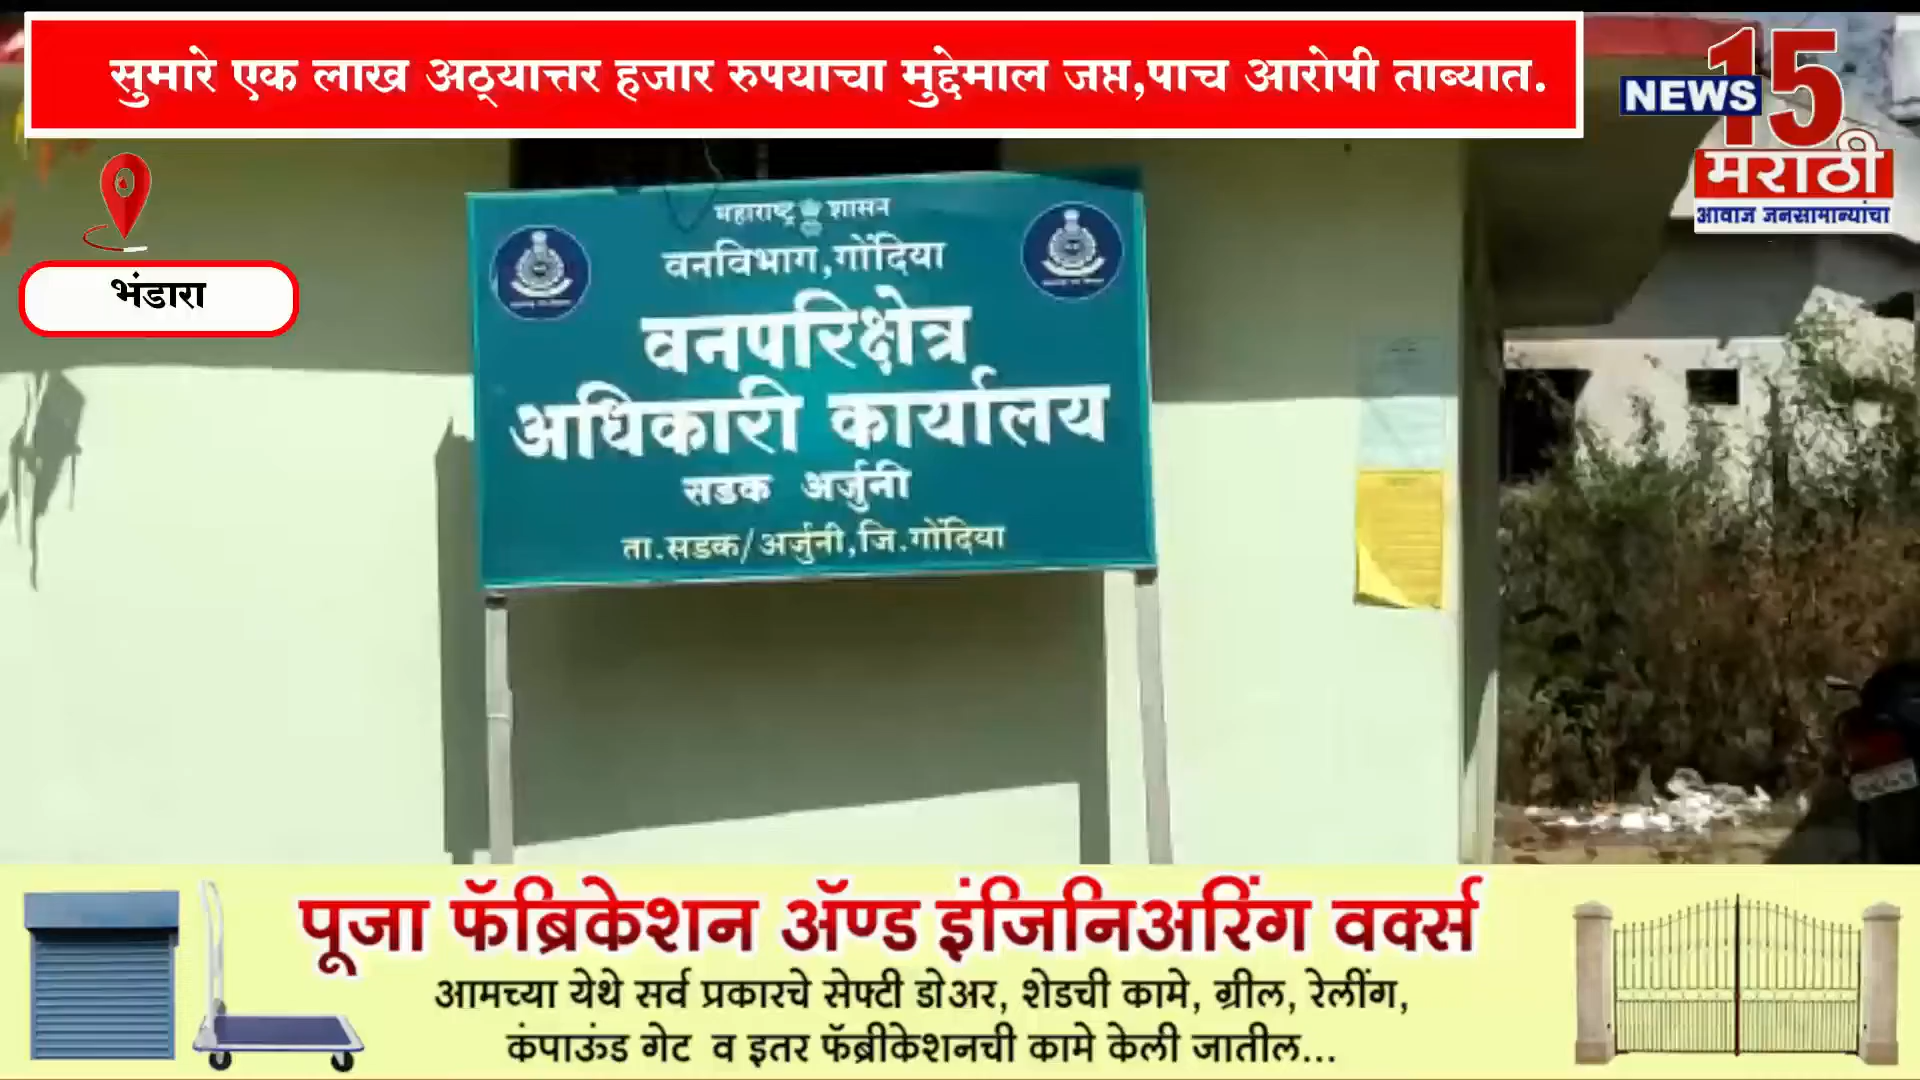 सुमारे एक लाख अठ्यात्तर हजार रुपयाचा मुद्देमाल जप्त,पाच आरोपी ताब्यात.
NEWS 15
मराठी
आवाज जनसामान्यांचा
भंडारा
महाराष्ट्र शासन
वनविभाग,गोंदिया
वनपरिक्षेत्र
अधिकारी कार्यालय
सडक अर्जुनी
ता.सडक/अर्जुनी,जि.गोंदिया
पूजा फॅब्रिकेशन ॲण्ड इंजिनिअरिंग वर्क्स
आमच्या येथे सर्व प्रकारचे सेफ्टी डोअर, शेडची कामे, ग्रील, रेलींग,
कंपाऊंड गेट व इतर फॅब्रीकेशनची कामे केली जातील...